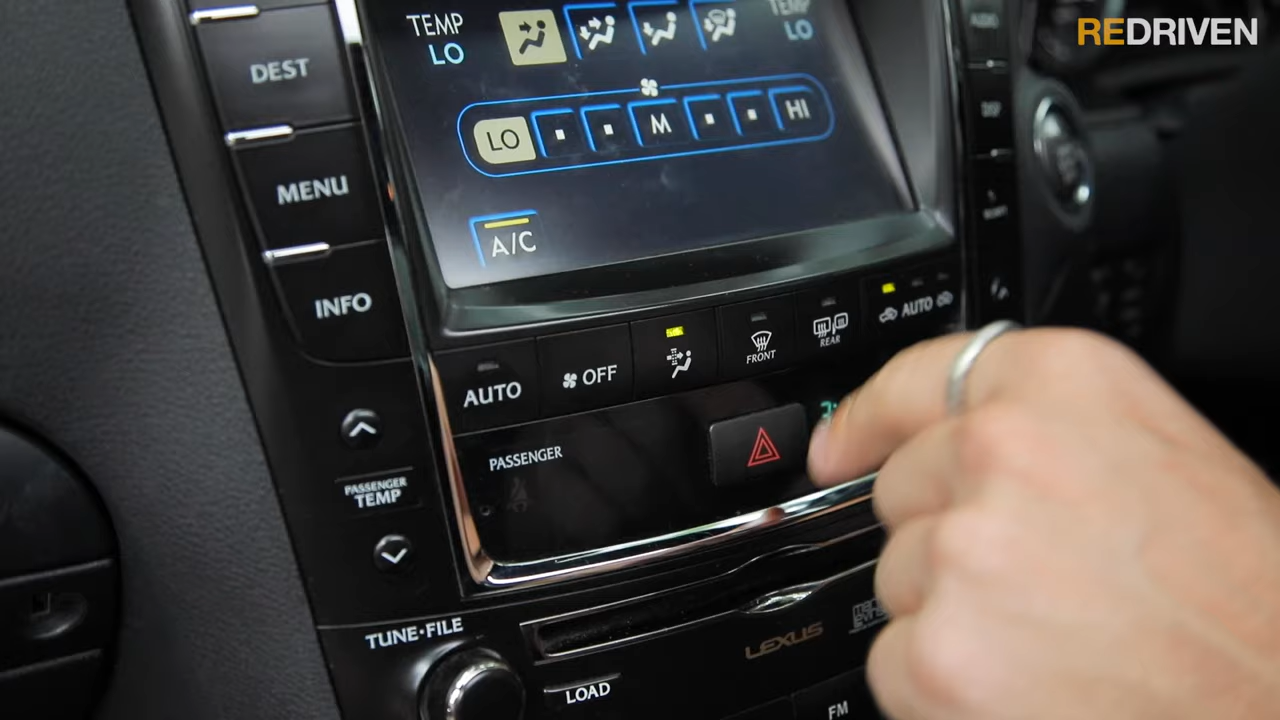 REDRIVEN
TEMP
LO
TEMP
LO
DEST
LO M HI
MENU
A/C
INFO
AUTO
OFF
FRONT
REAR
AUTO
PASSENGER
PASSENGER
TEMP
TUNE•FILE
LEXUS
LOAD
FM